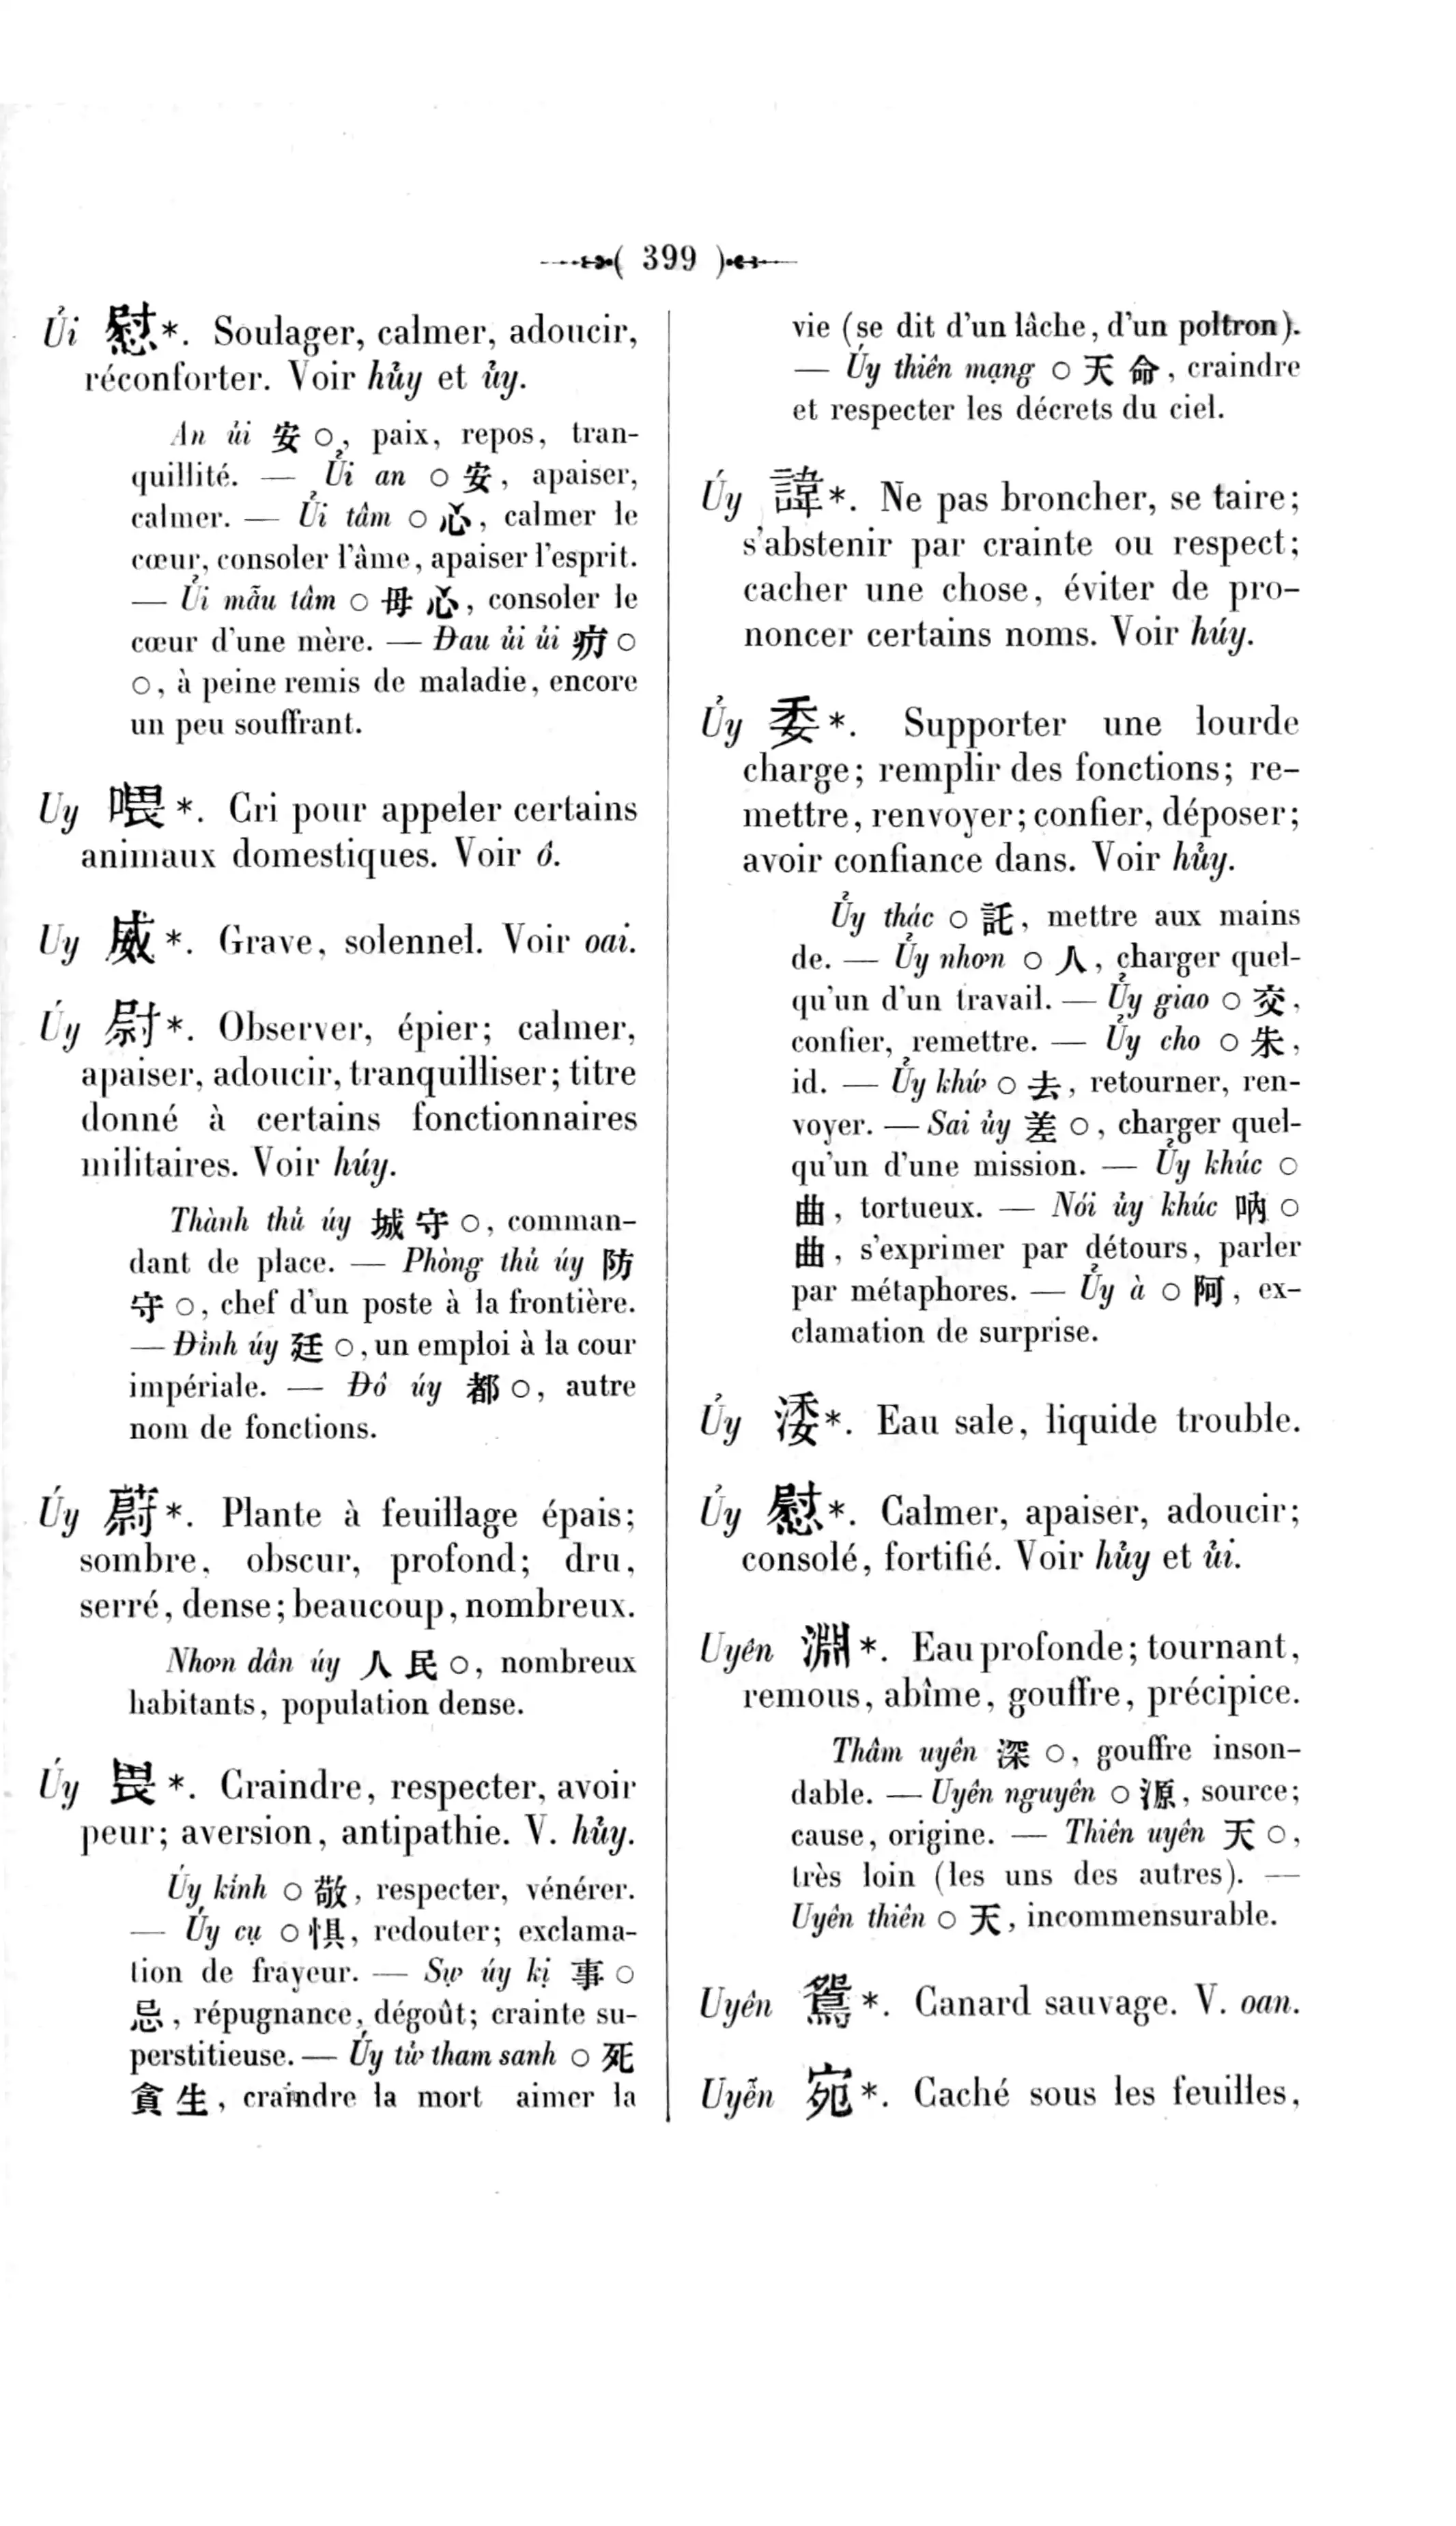 ( 399 )
Ủi 慰*. Soulager, calmer, adoucir,
réconforter. Voir hủy et ủy.
An ủi 安○, paix, repos, tran-
quillité. — Ủi an ○安, apaiser,
calmer. — Ủi tâm ○心, calmer le
cœur, consoler l'âme, apaiser l'esprit.
— Ủi mẫu tâm ○母心, consoler le
cœur d'une mère. — Đau ủi ủi 疠○
○, à peine remis de maladie, encore
un peu souffrant.
Uy 喂*. Cri pour appeler certains
animaux domestiques. Voir ô.
Uy 威*. Grave, solennel. Voir oai.
Úy 尉*. Observer, épier; calmer,
apaiser, adoucir, tranquilliser; titre
donné à certains fonctionnaires
militaires. Voir húy.
Thành thủ úy 城守○, comman-
dant de place. — Phòng thủ úy 防
守○, chef d'un poste à la frontière.
— Đình úy 廷○, un emploi à la cour
impériale. — Đô úy 都○, autre
nom de fonctions.
Úy 蔚*. Plante à feuillage épais;
sombre, obscur, profond; dru,
serré, dense; beaucoup, nombreux.
Nhơn dân úy 人民○, nombreux
habitants, population dense.
Úy 畏*. Craindre, respecter, avoir
peur; aversion, antipathie. V. hủy.
Úy kính ○敬, respecter, vénérer.
— Úy cụ ○惧, redouter; exclama-
tion de frayeur. — Sự úy kị 事○
忌, répugnance, dégoût; crainte su-
perstitieuse. — Úy tử tham sanh ○死
貪生, craindre la mort aimer la
vie (se dit d'un lâche, d'un poltron).
— Úy thiên mạng ○天命, craindre
et respecter les décrets du ciel.
Úy 諱*. Ne pas broncher, se taire;
s'abstenir par crainte ou respect;
cacher une chose, éviter de pro-
noncer certains noms. Voir húy.
Ủy 委*. Supporter une lourde
charge; remplir des fonctions; re-
mettre, renvoyer; confier, déposer;
avoir confiance dans. Voir hủy.
Ủy thác ○託, mettre aux mains
de. — Ủy nhơn ○人, charger quel-
qu'un d'un travail. — Ủy giao ○交,
confier, remettre. — Ủy cho ○朱,
id. — Ủy khứ ○去, retourner, ren-
voyer. — Sai ủy 差○, charger quel-
qu'un d'une mission. — Ủy khúc ○
曲, tortueux. — Nói ủy khúc 吶○
曲, s'exprimer par détours, parler
par métaphores. — Ủy à ○阿, ex-
clamation de surprise.
Ủy 涹*. Eau sale, liquide trouble.
Ủy 慰*. Calmer, apaiser, adoucir;
consolé, fortifié. Voir hủy et ủi.
Uyên 淵*. Eau profonde; tournant,
remous, abîme, gouffre, précipice.
Thâm uyên 深○, gouffre inson-
dable. — Uyên nguyên ○源, source;
cause, origine. — Thiên uyên 天○,
très loin (les uns des autres). —
Uyên thiên ○天, incommensurable.
Uyên 鴛*. Canard sauvage. V. oan.
Uyển 宛*. Caché sous les feuilles,